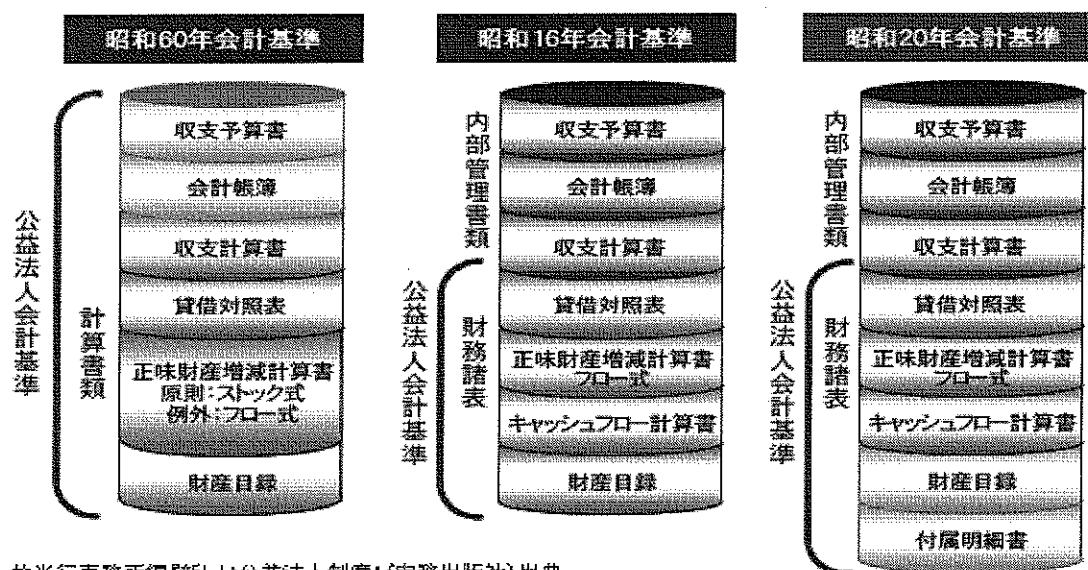 昭和60年会計基準
公益法人会計基準
計算書類
収支予算書
会計帳簿
収支計算書
貸借対照表
正味財産増減計算書
原則:ストック式
例外:フロー式
財産目録
昭和16年会計基準
内部管理書類
公益法人会計基準
財務諸表
収支予算書
会計帳簿
収支計算書
貸借対照表
正味財産増減計算書
フロー式
キャッシュフロー計算書
財産目録
昭和20年会計基準
内部管理書類
公益法人会計基準
財務諸表
収支予算書
会計帳簿
収支計算書
貸借対照表
正味財産増減計算書
フロー式
キャッシュフロー計算書
財産目録
付属明細書